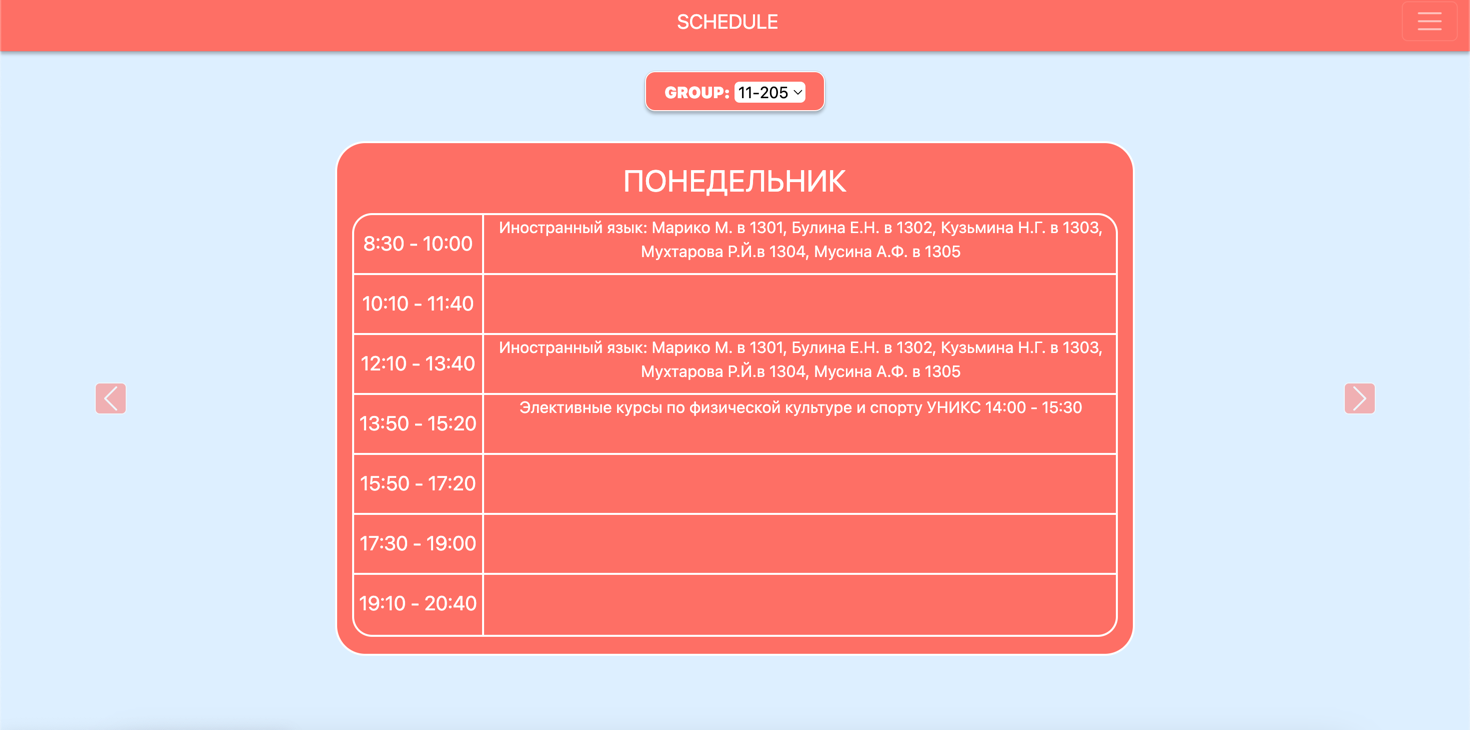 SCHEDULE
GROUP: 11-205
ПОНЕДЕЛЬНИК
8:30 - 10:00
Иностранный язык: Марико М. в 1301, Булина Е.Н. в 1302, Кузьмина Н.Г. в 1303,
Мухтарова Р.Й.в 1304, Мусина А.Ф. в 1305
10:10 - 11:40
12:10 - 13:40
Иностранный язык: Марико М. в 1301, Булина Е.Н. в 1302, Кузьмина Н.Г. в 1303,
Мухтарова Р.Й.в 1304, Мусина А.Ф. в 1305
13:50 - 15:20
Элективные курсы по физической культуре и спорту УНИКС 14:00 - 15:30
15:50 - 17:20
17:30 - 19:00
19:10 - 20:40